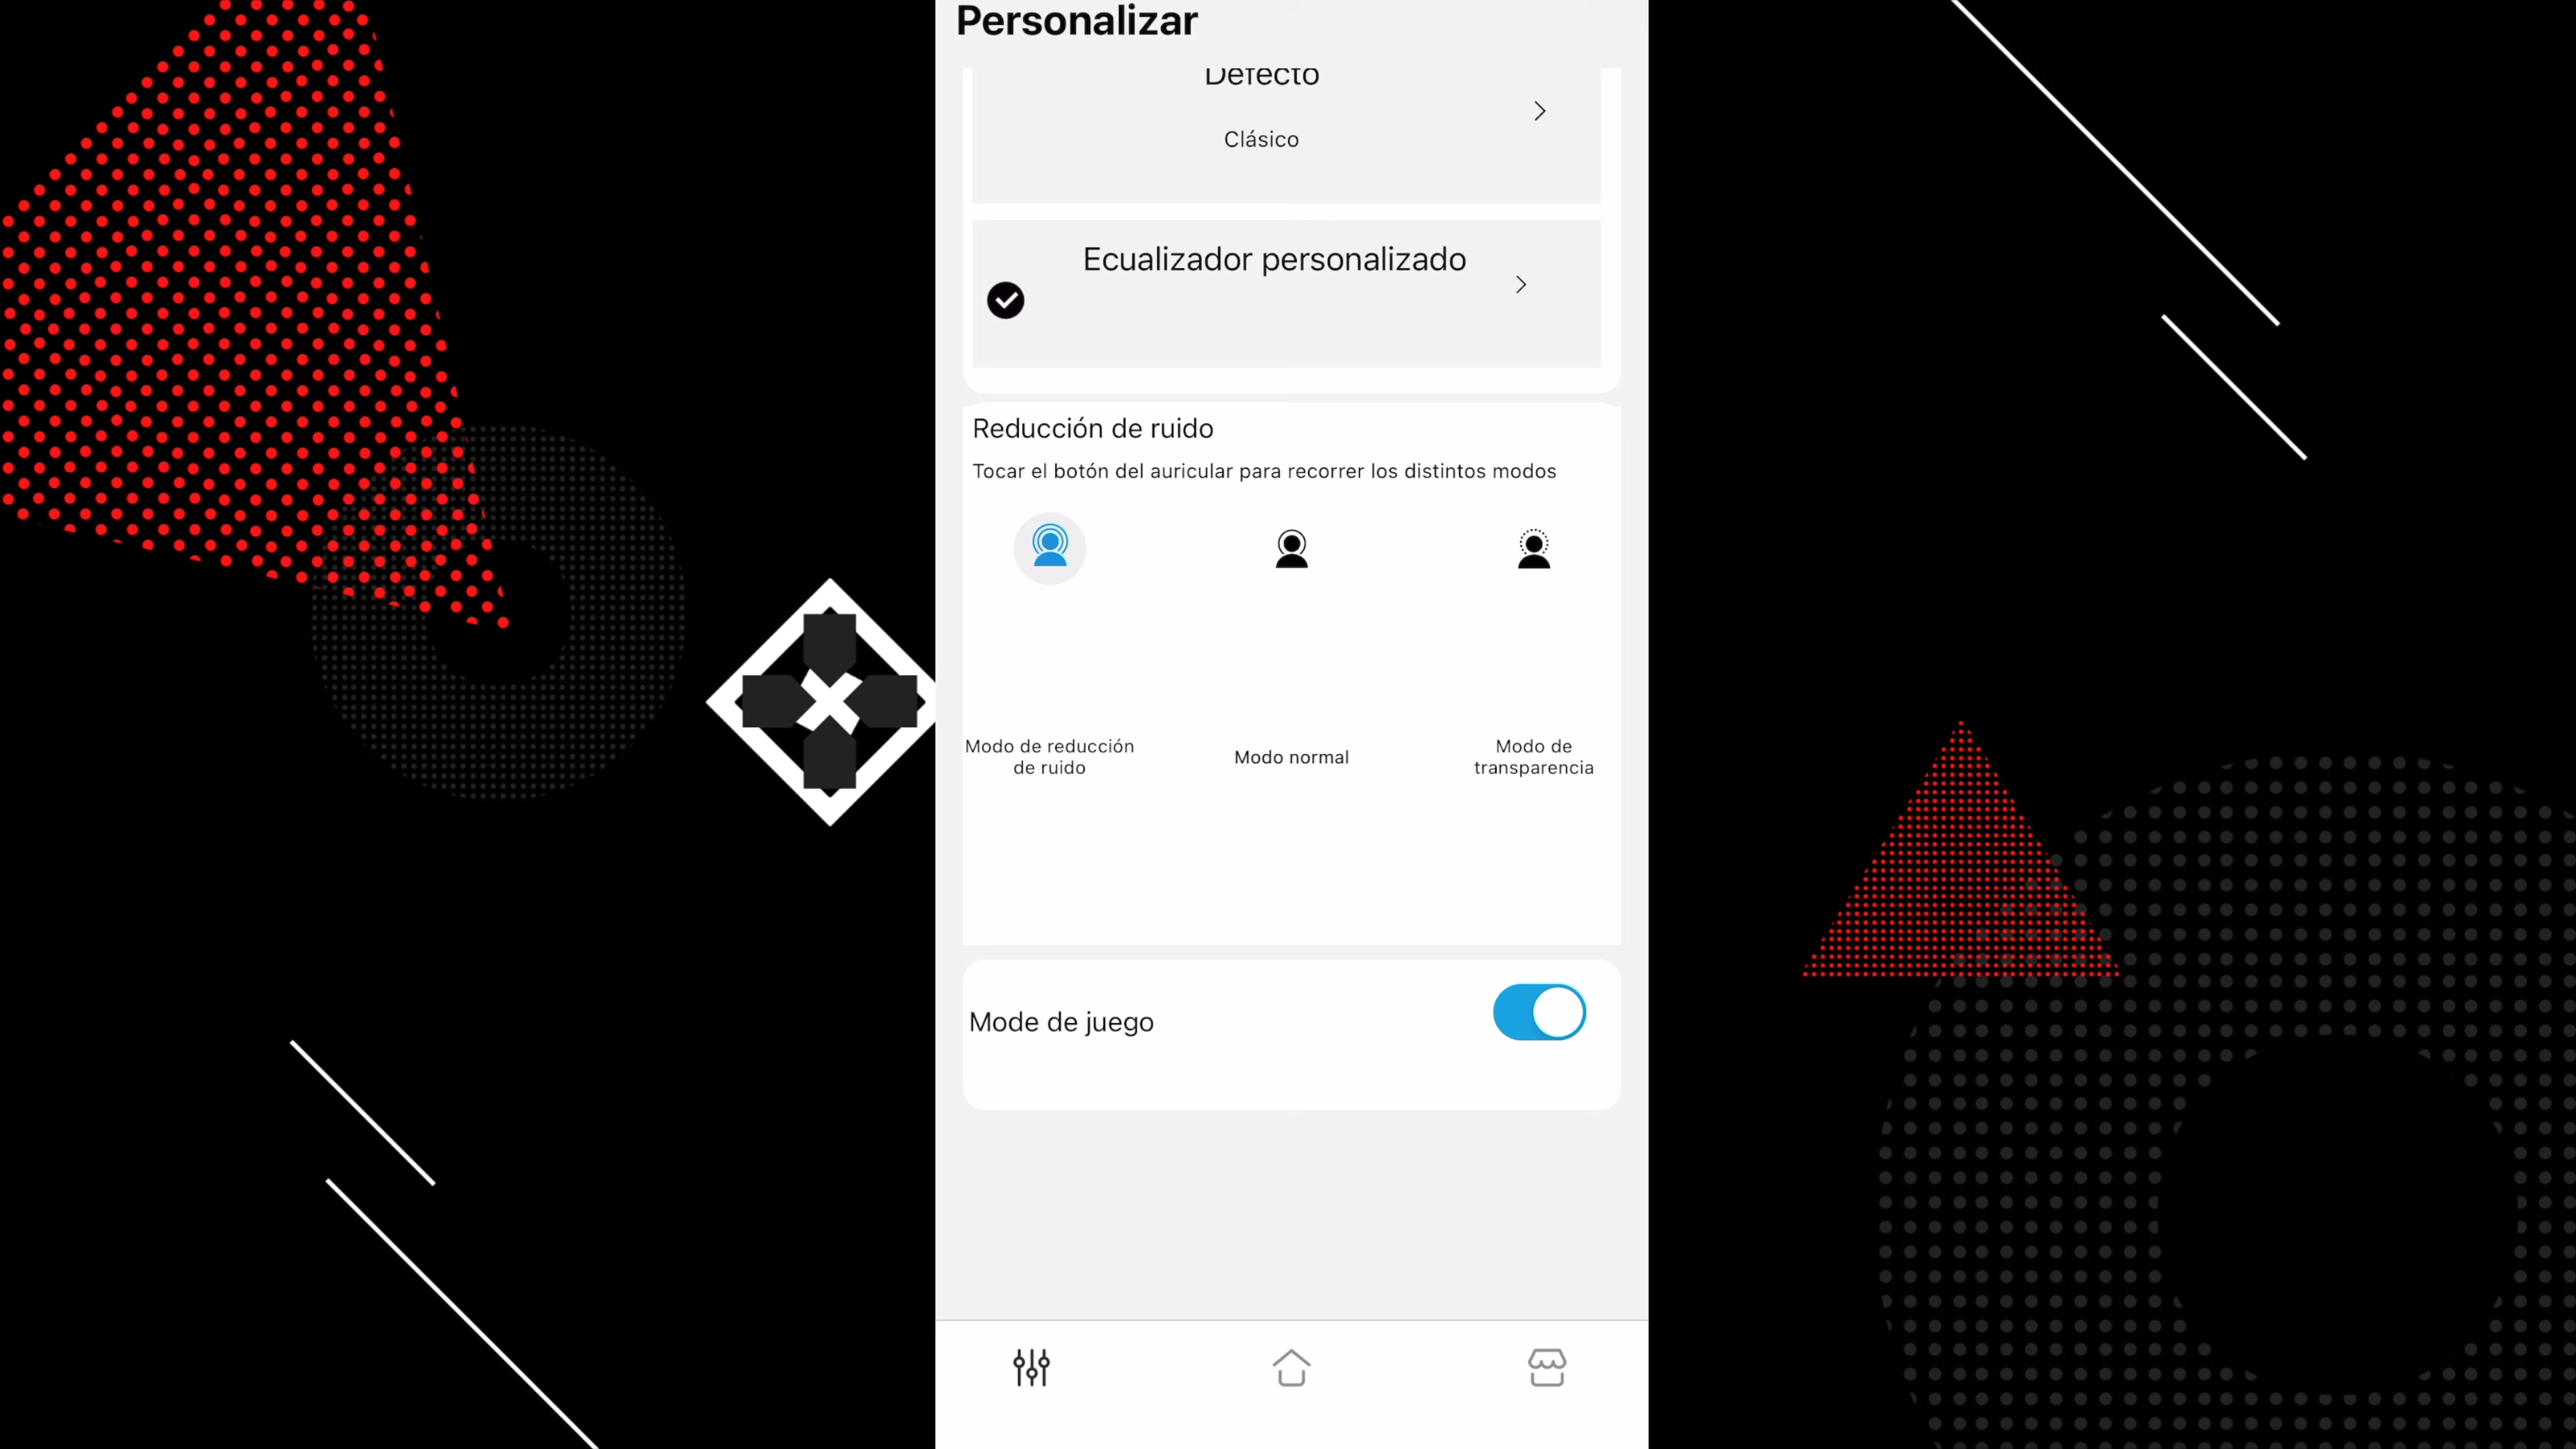 Personalizar
Defecto
Clásico
Ecualizador personalizado
Reducción de ruido
Tocar el botón del auricular para recorrer los distintos modos
Modo de reducción
de ruido
Modo normal
Modo de
transparencia
Mode de juego